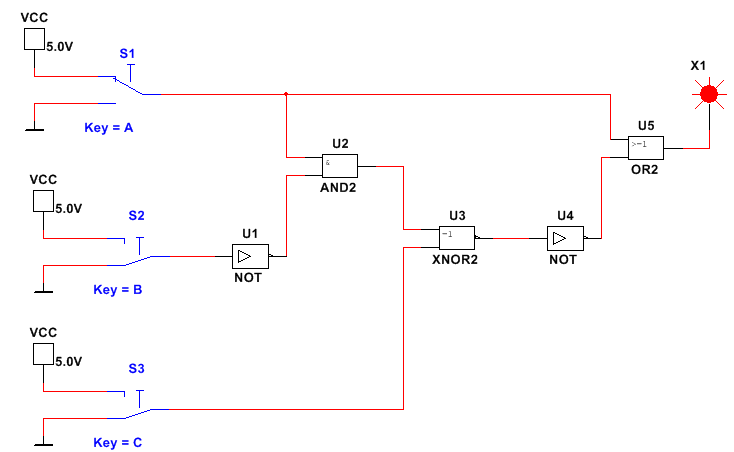 VCC
5.0V
S1
Key = A
X1
U5
>=1
OR2
U2
&
AND2
VCC
5.0V
S2
Key = B
U1
NOT
U3
=1
XNOR2
U4
NOT
VCC
5.0V
S3
Key = C